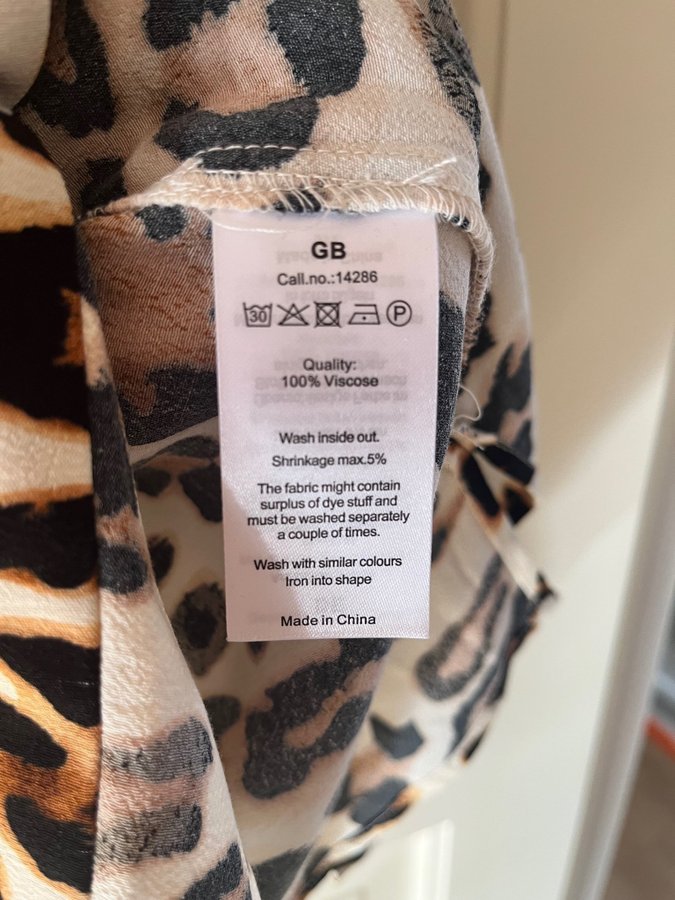 GB
Call.no.:14286
30 P
Quality:
100% Viscose
Wash inside out.
Shrinkage max.5%
The fabric might contain
surplus of dye stuff and
must be washed separately
a couple of times.
Wash with similar colours
Iron into shape
Made in China